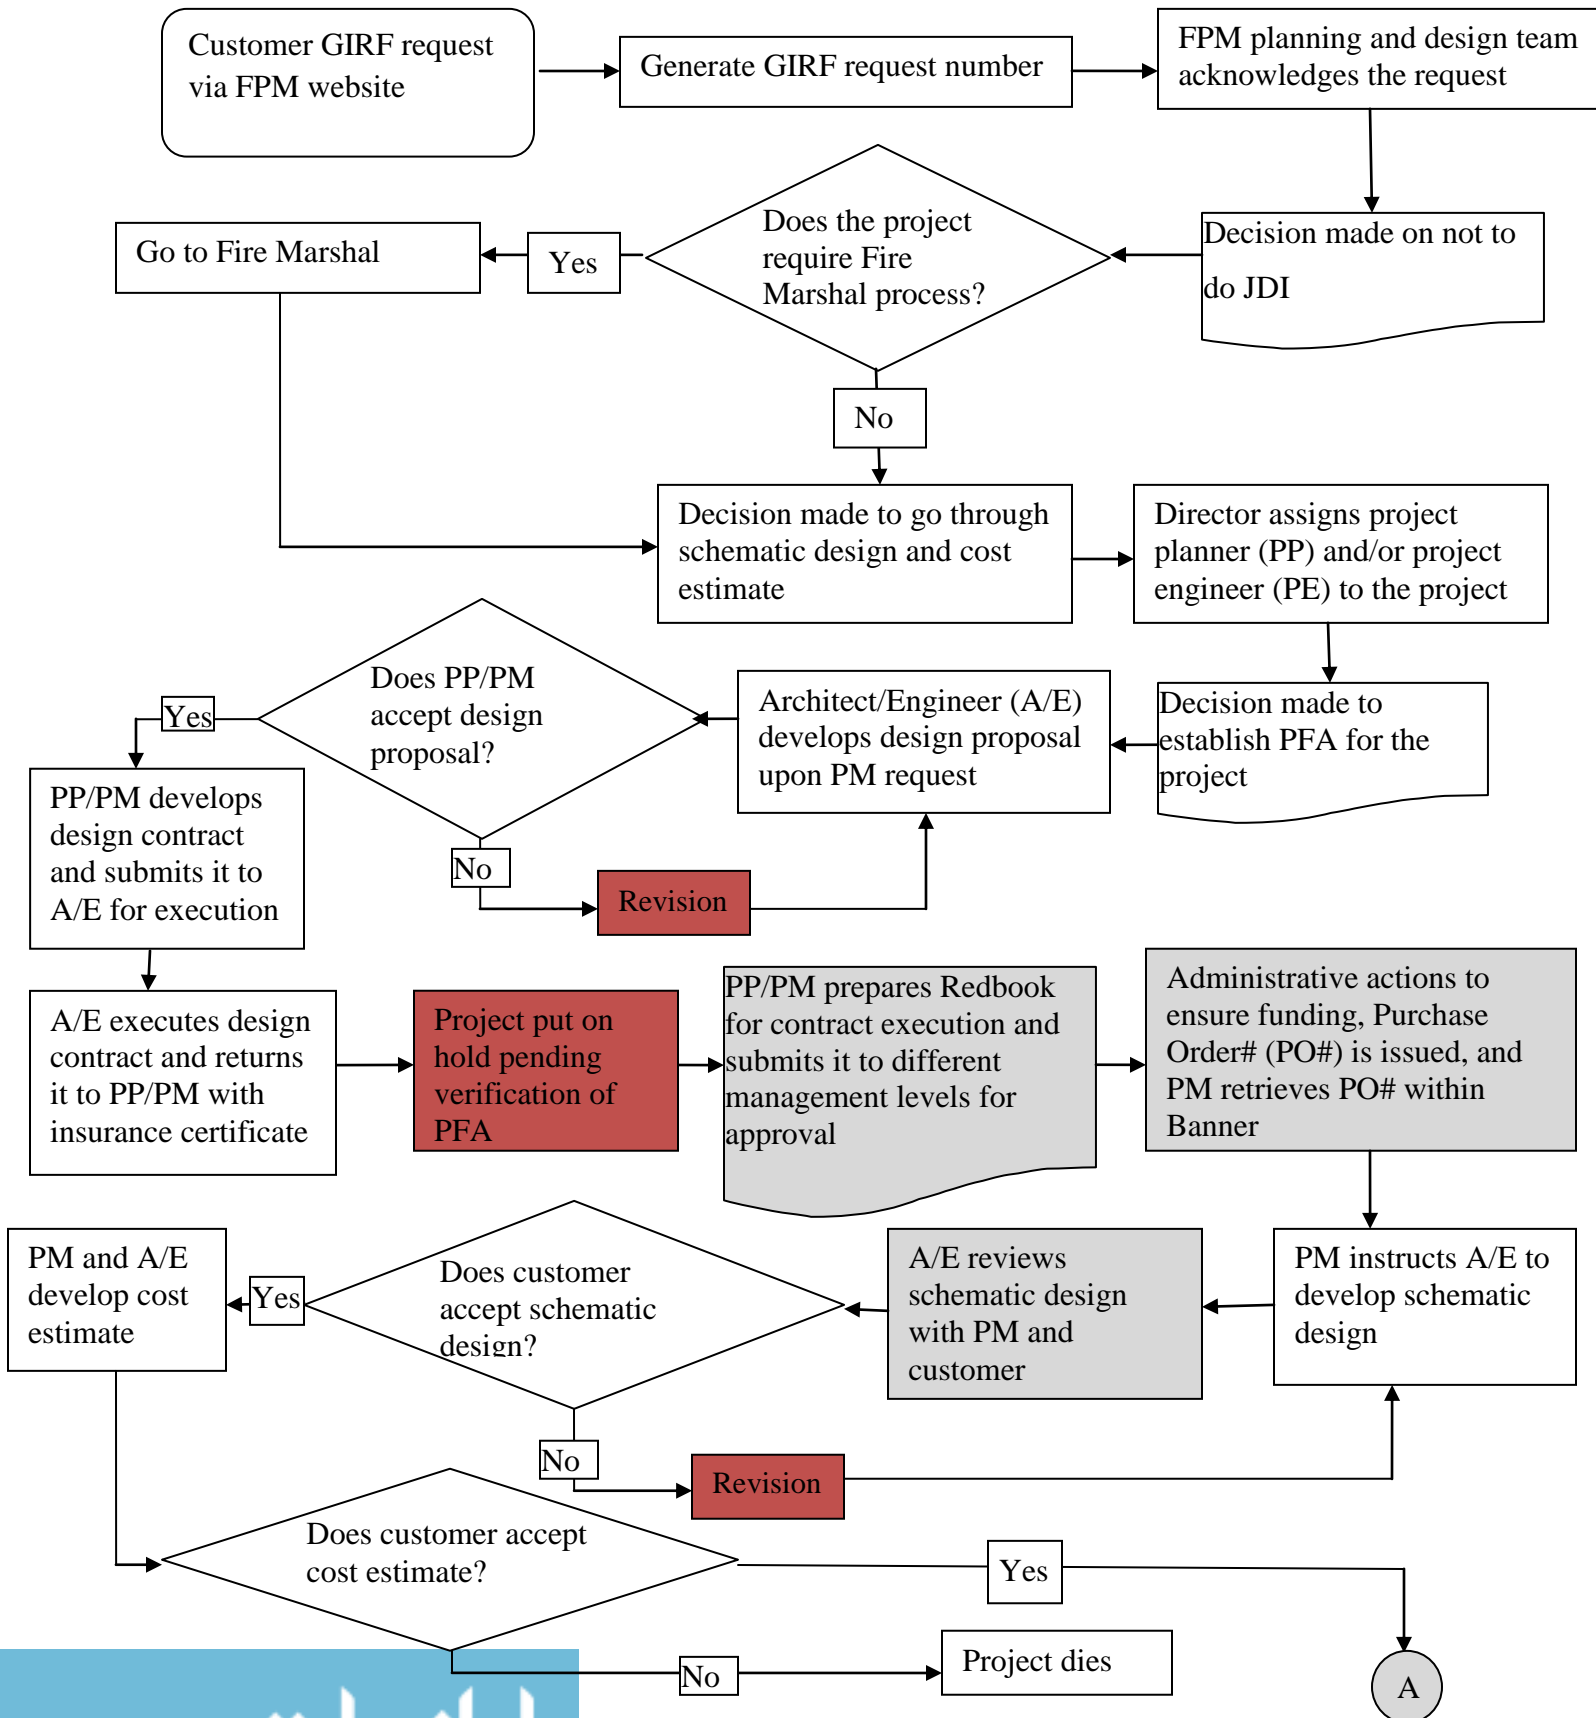 Customer GIRF request
via FPM website
Generate GIRF request number
FPM planning and design team
acknowledges the request
Decision made on not to
do JDI
Does the project
require Fire
Marshal process?
Yes
Go to Fire Marshal
No
Decision made to go through
schematic design and cost
estimate
Director assigns project
planner (PP) and/or project
engineer (PE) to the project
Decision made to
establish PFA for the
project
Architect/Engineer (A/E)
develops design proposal
upon PM request
Does PP/PM
accept design
proposal?
Yes
No
Revision
PP/PM develops
design contract
and submits it to
A/E for execution
A/E executes design
contract and returns
it to PP/PM with
insurance certificate
Project put on
hold pending
verification of
PFA
PP/PM prepares Redbook
for contract execution and
submits it to different
management levels for
approval
Administrative actions to
ensure funding, Purchase
Order# (PO#) is issued, and
PM retrieves PO# within
Banner
PM instructs A/E to
develop schematic
design
A/E reviews
schematic design
with PM and
customer
Does customer
accept schematic
design?
Yes
PM and A/E
develop cost
estimate
No
Revision
Does customer accept
cost estimate?
Yes
No
Project dies
A